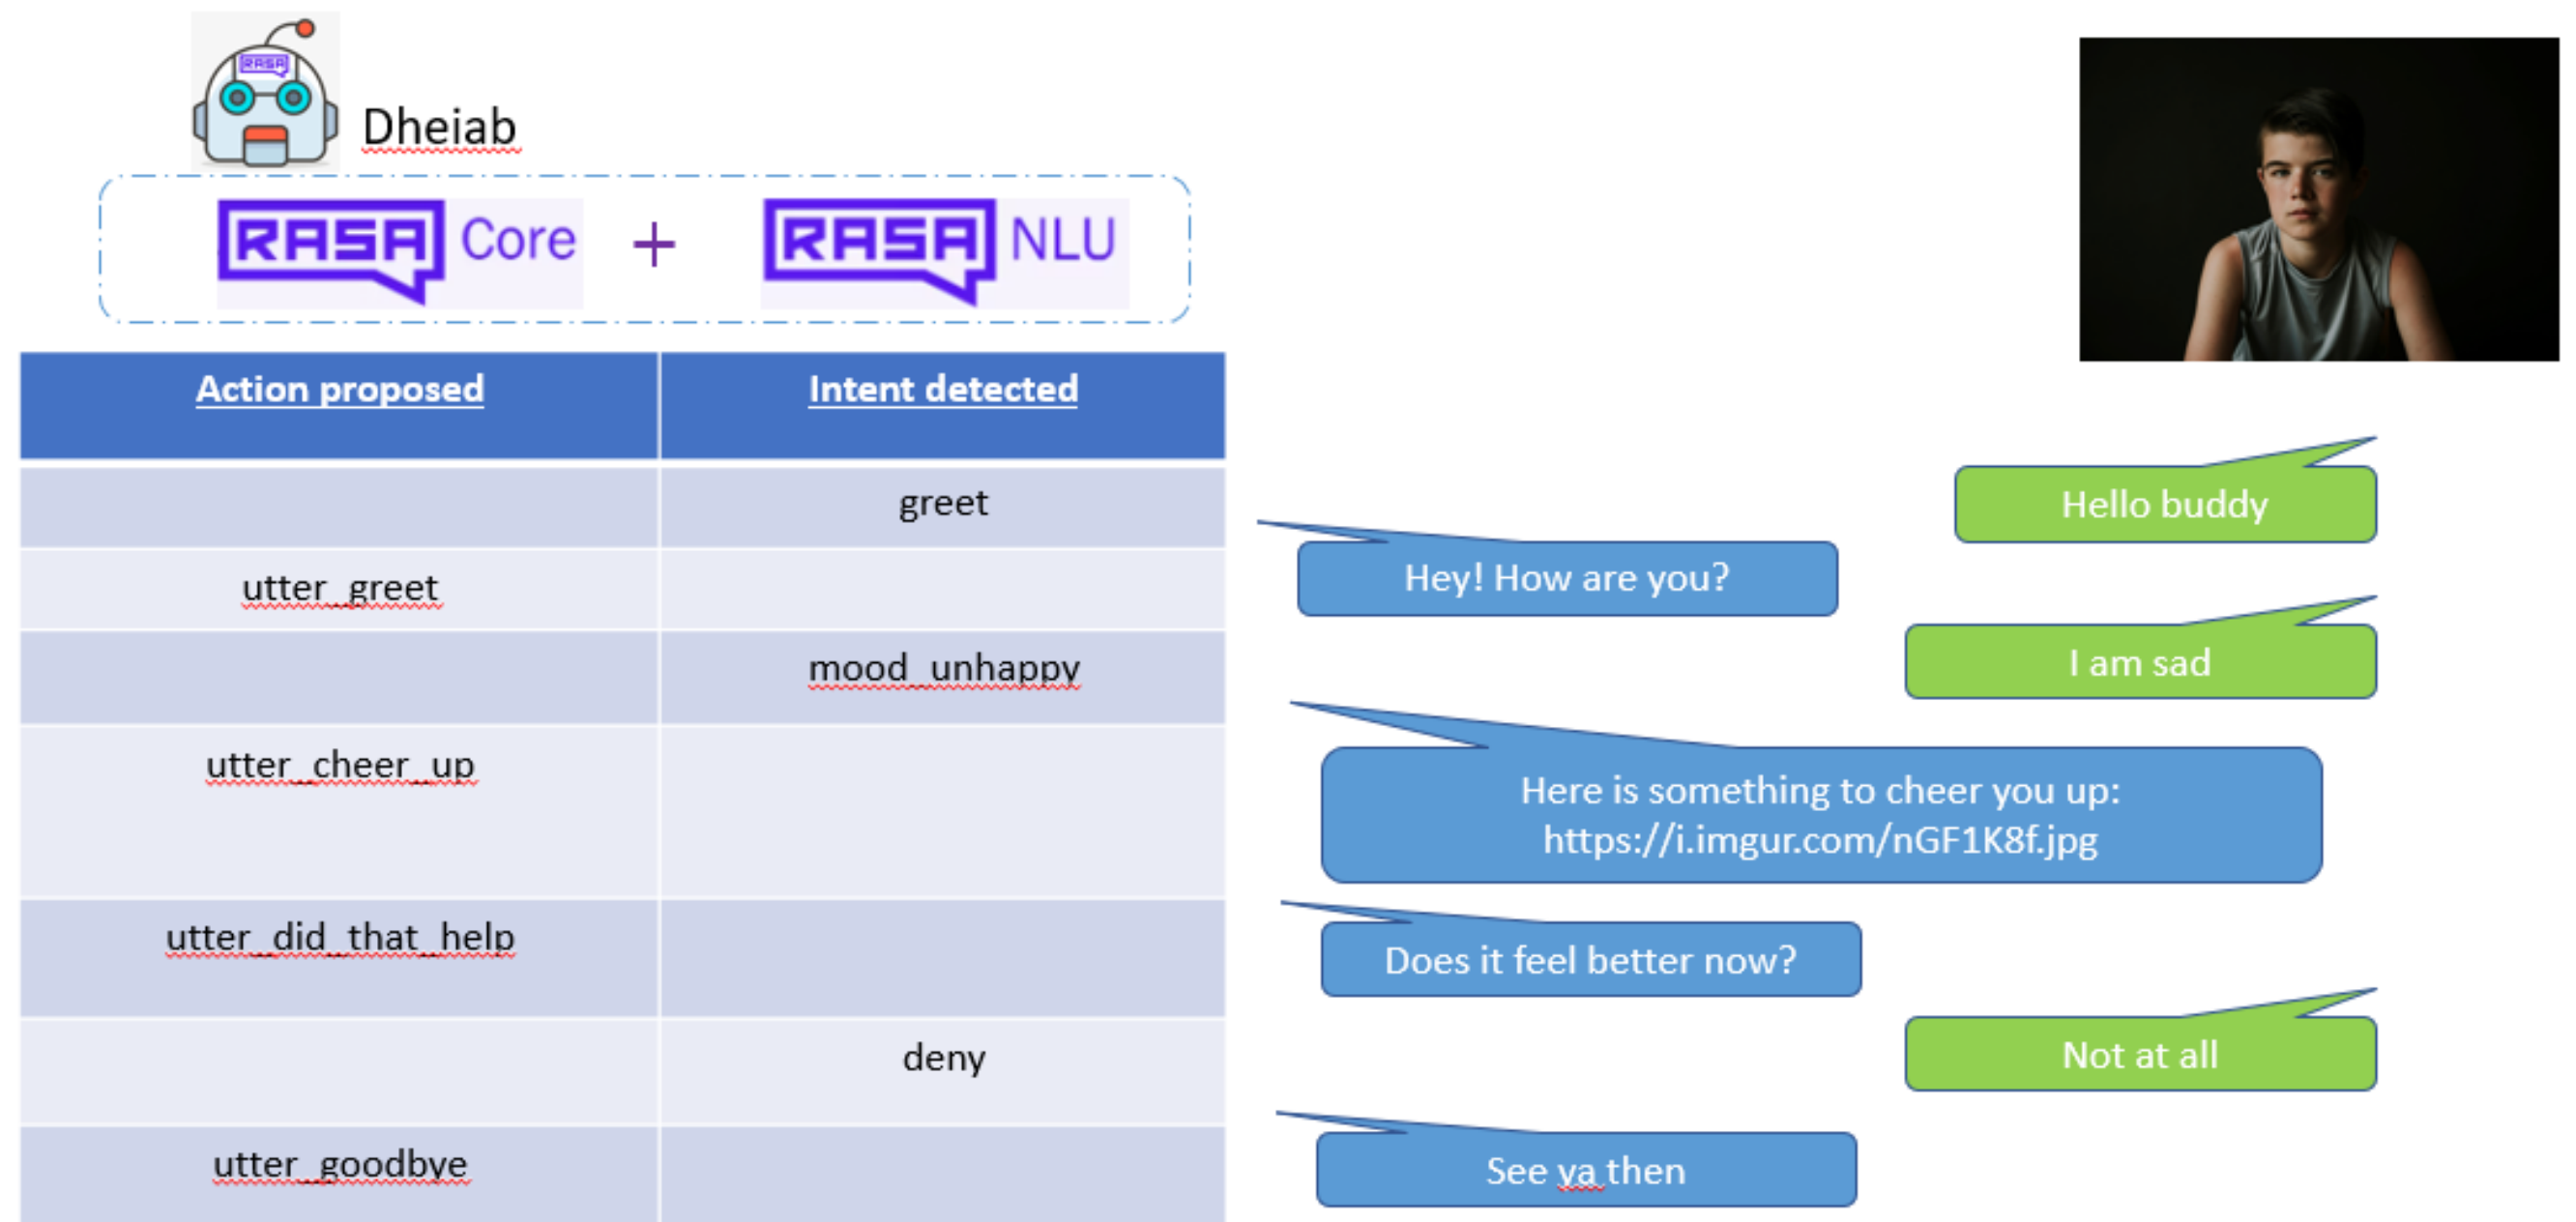 RASA
Dheiab
RASA Core + RASA NLU
Action proposed Intent detected
greet
Hello buddy
utter_greet
Hey! How are you?
mood_unhappy
I am sad
utter_cheer_up
Here is something to cheer you up:
https://i.imgur.com/nGF1K8f.jpg
utter_did_that_help
Does it feel better now?
deny
Not at all
utter_goodbye
See ya then